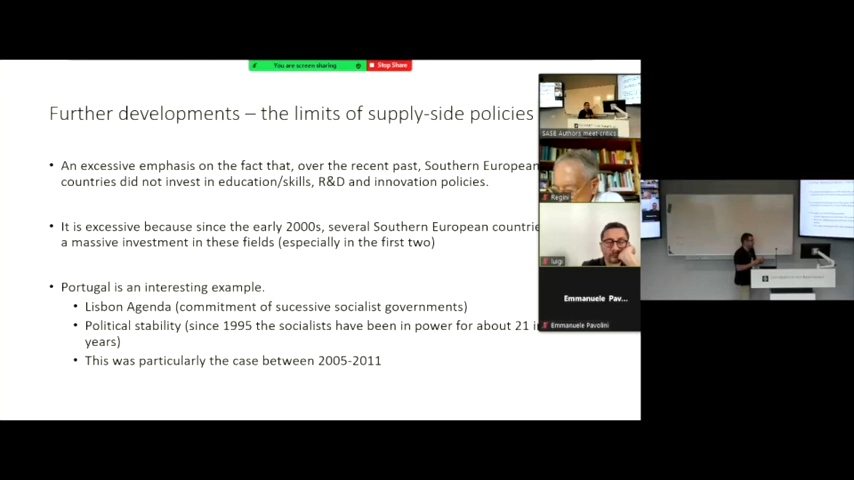 You are screen sharing
Stop Share
Further developments – the limits of supply-side policies
• An excessive emphasis on the fact that, over the recent past, Southern European
countries did not invest in education/skills, R&D and innovation policies.
• It is excessive because since the early 2000s, several Southern European countrie
a massive investment in these fields (especially in the first two)
• Portugal is an interesting example.
• Lisbon Agenda (commitment of sucessive socialist governments)
• Political stability (since 1995 the socialists have been in power for about 21 i
years)
• This was particularly the case between 2005-2011
SASE Authors meet critics
Regini
luigi
Emmanuele Pav...
Emmanuele Pavolini